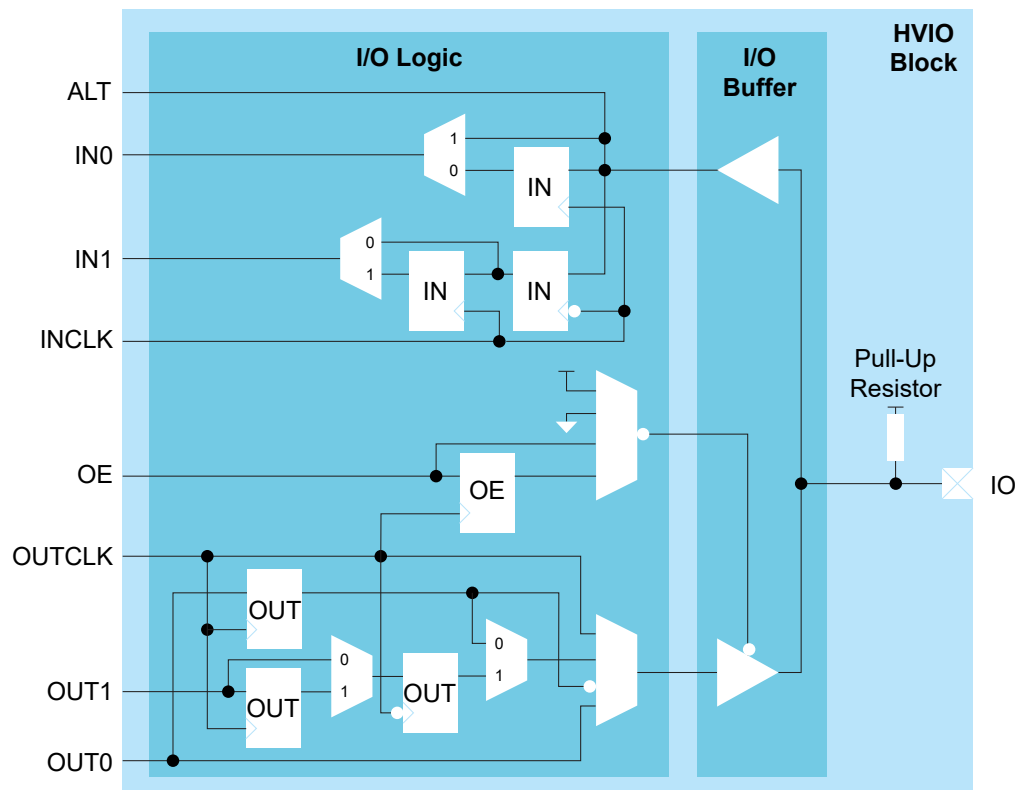 HVIO
Block
I/O Logic
I/O
Buffer
ALT
1
IN0
0
IN
0
IN1
1
IN
IN
INCLK
Pull-Up
Resistor
OE
OE
IO
OUTCLK
OUT
0
0
1
OUT1
1
OUT
OUT
OUT0